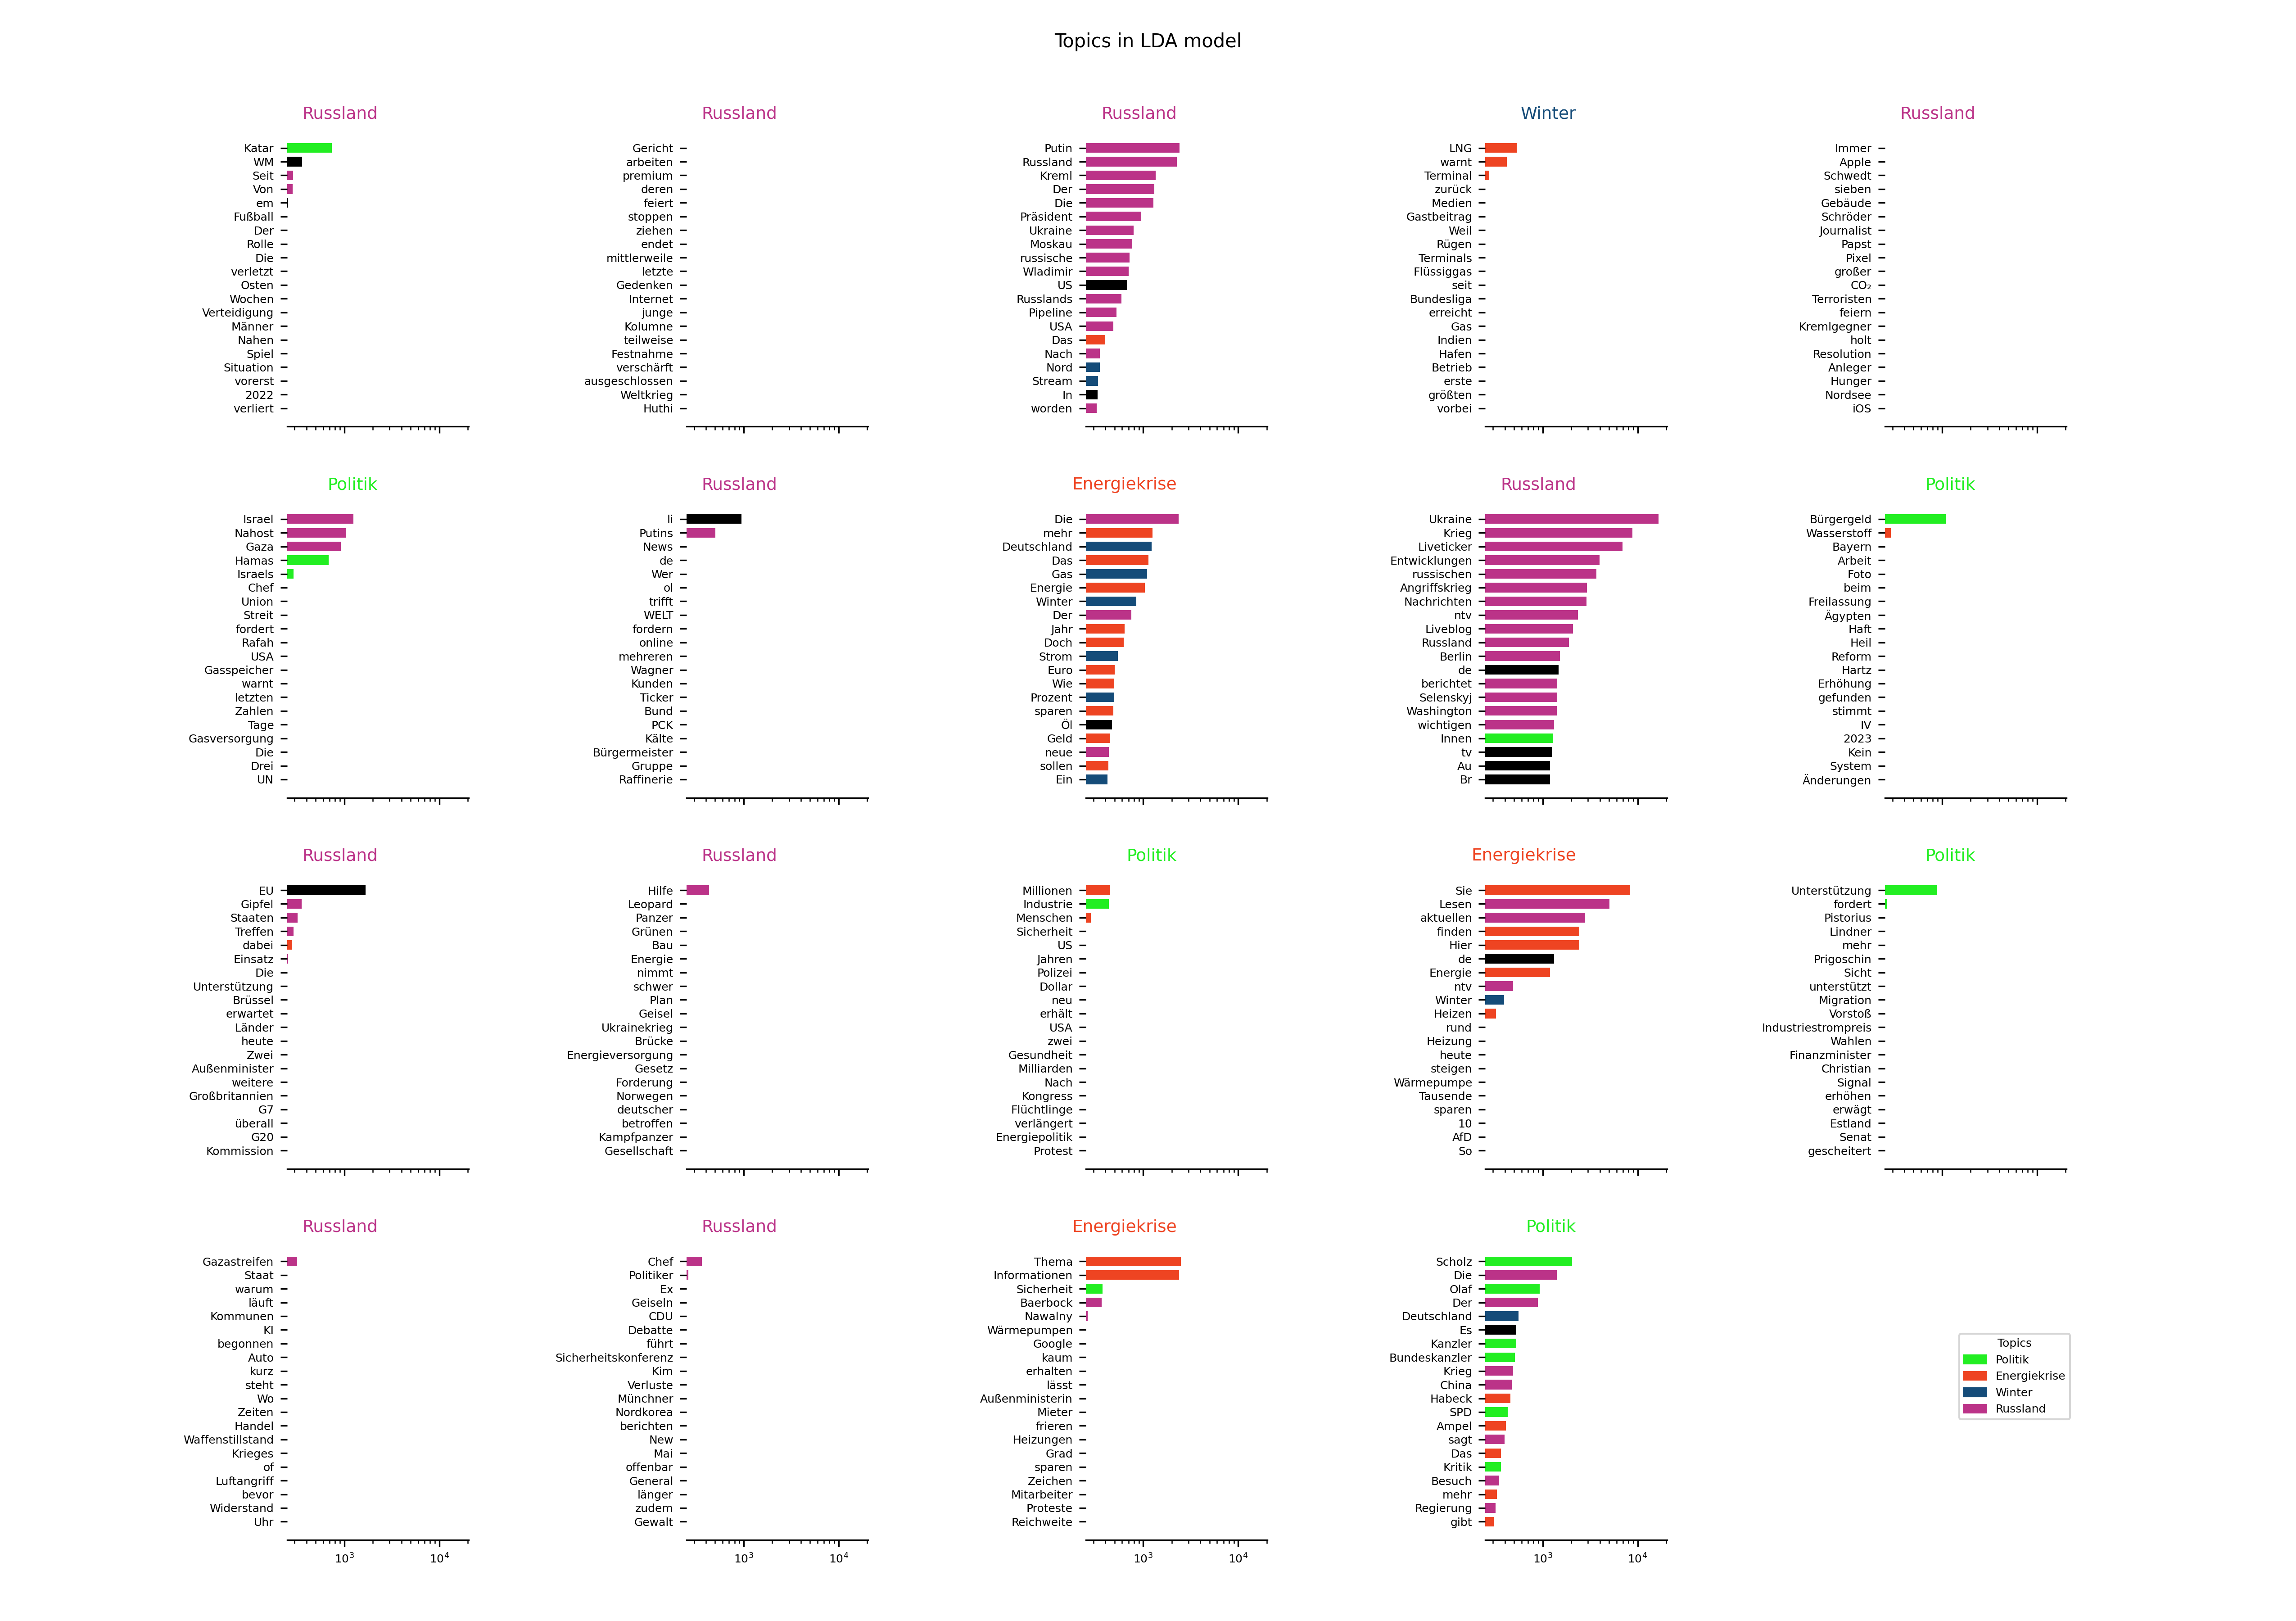 Topics in LDA model
Russland
Katar
WM
Seit
Von
em
Fußball
Der
Rolle
Die
verletzt
Osten
Wochen
Verteidigung
Männer
Nahen
Spiel
Situation
vorerst
2022
verliert
Russland
Gericht
arbeiten
premium
deren
feiert
stoppen
ziehen
endet
mittlerweile
letzte
Gedenken
Internet
junge
Kolumne
teilweise
Festnahme
verschärft
ausgeschlossen
Weltkrieg
Huthi
Russland
Putin
Russland
Kreml
Der
Die
Präsident
Ukraine
Moskau
russische
Wladimir
US
Russlands
Pipeline
USA
Das
Nach
Nord
Stream
In
worden
Winter
LNG
warnt
Terminal
zurück
Medien
Gastbeitrag
Weil
Rügen
Terminals
Flüssiggas
seit
Bundesliga
erreicht
Gas
Indien
Hafen
Betrieb
erste
größten
vorbei
Russland
Immer
Apple
Schwedt
sieben
Gebäude
Schröder
Journalist
Papst
Pixel
großer
CO₂
Terroristen
feiern
Kremlgegner
holt
Resolution
Anleger
Hunger
Nordsee
iOS
Politik
Israel
Nahost
Gaza
Hamas
Israels
Chef
Union
Streit
fordert
Rafah
USA
Gasspeicher
warnt
letzten
Zahlen
Tage
Gasversorgung
Die
Drei
UN
Russland
li
Putins
News
de
Wer
ol
trifft
WELT
fordern
online
mehreren
Wagner
Kunden
Ticker
Bund
PCK
Kälte
Bürgermeister
Gruppe
Raffinerie
Energiekrise
Die
mehr
Deutschland
Das
Gas
Energie
Winter
Der
Jahr
Doch
Strom
Euro
Wie
Prozent
sparen
Öl
Geld
neue
sollen
Ein
Russland
Ukraine
Krieg
Liveticker
Entwicklungen
russischen
Angriffskrieg
Nachrichten
ntv
Liveblog
Russland
Berlin
de
berichtet
Selenskyj
Washington
wichtigen
Innen
tv
Au
Br
Politik
Bürgergeld
Wasserstoff
Bayern
Arbeit
Foto
beim
Freilassung
Ägypten
Haft
Heil
Reform
Hartz
Erhöhung
gefunden
stimmt
IV
2023
Kein
System
Änderungen
Russland
EU
Gipfel
Staaten
Treffen
dabei
Einsatz
Die
Unterstützung
Brüssel
erwartet
Länder
heute
Zwei
Außenminister
weitere
Großbritannien
G7
überall
G20
Kommission
Russland
Hilfe
Leopard
Panzer
Grünen
Bau
Energie
nimmt
schwer
Plan
Geisel
Ukrainekrieg
Brücke
Energieversorgung
Gesetz
Forderung
Norwegen
deutscher
betroffen
Kampfpanzer
Gesellschaft
Politik
Millionen
Industrie
Menschen
Sicherheit
US
Jahren
Polizei
Dollar
neu
erhält
USA
zwei
Gesundheit
Milliarden
Nach
Kongress
Flüchtlinge
verlängert
Energiepolitik
Protest
Energiekrise
Sie
Lesen
aktuellen
finden
Hier
de
Energie
ntv
Winter
Heizen
rund
Heizung
heute
steigen
Wärmepumpe
Tausende
sparen
10
AfD
So
Politik
Unterstützung
fordert
Pistorius
Lindner
mehr
Prigoschin
Sicht
unterstützt
Migration
Vorstoß
Industriestrompreis
Wahlen
Finanzminister
Christian
Signal
erhöhen
erwägt
Estland
Senat
gescheitert
Russland
Gazastreifen
Staat
warum
läuft
Kommunen
KI
begonnen
Auto
kurz
steht
Wo
Zeiten
Handel
Waffenstillstand
Krieges
of
Luftangriff
bevor
Widerstand
Uhr
10³ 10⁴
Russland
Chef
Politiker
Ex
Geiseln
CDU
Debatte
führt
Sicherheitskonferenz
Kim
Verluste
Münchner
Nordkorea
berichten
New
Mai
offenbar
General
länger
zudem
Gewalt
10³ 10⁴
Energiekrise
Thema
Informationen
Sicherheit
Baerbock
Nawalny
Wärmepumpen
Google
kaum
erhalten
lässt
Außenministerin
Mieter
frieren
Heizungen
Grad
sparen
Zeichen
Mitarbeiter
Proteste
Reichweite
10³ 10⁴
Politik
Scholz
Die
Olaf
Der
Deutschland
Es
Kanzler
Bundeskanzler
Krieg
China
Habeck
SPD
Ampel
sagt
Das
Kritik
Besuch
mehr
Regierung
gibt
10³ 10⁴
Topics
Politik
Energiekrise
Winter
Russland